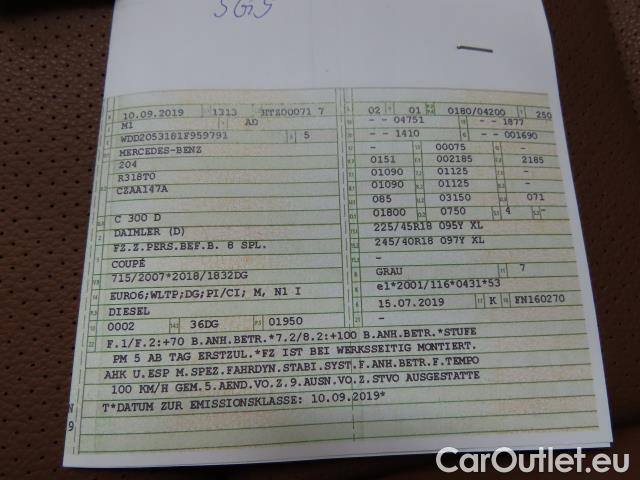 SGS
10.09.2019 1313 HTZ00071 7
M1 AD
WDD2053181F959791 5
MERCEDES-BENZ
204
R318T0
CZAA147A
C 300 D
DAIMLER (D)
FZ.Z.PERS.BEF.B. 8 SPL.
COUPÉ
715/2007*2018/1832DG
EURO6;WLTP;DG;PI/CI; M, N1 I
DIESEL
0002 36DG 01950
02 01 0180/04200 250
- - 04751 - - 1877
- - 1410 - - 001690
- 00075 -
0151 002185 2185
01090 01125 -
01090 01125 -
085 03150 071
01800 0750 4 -
225/45R18 095Y XL
245/40R18 097Y XL
-
-
GRAU 7
e1*2001/116*0431*53
15.07.2019 K FN160270
-
F.1/F.2:+70 B.ANH.BETR.*7.2/8.2:+100 B.ANH.BETR.*STUFE
PM 5 AB TAG ERSTZUL.*FZ IST BEI WERKSSEITIG MONTIERT.
AHK U.ESP M.SPEZ.FAHRDYN.STABI.SYST.F.ANH.BETR.F.TEMPO
100 KM/H GEM.5.AEND.VO.Z.9.AUSN.VO.Z.STVO AUSGESTATTE
T*DATUM ZUR EMISSIONSKLASSE: 10.09.2019*
CarOutlet.eu